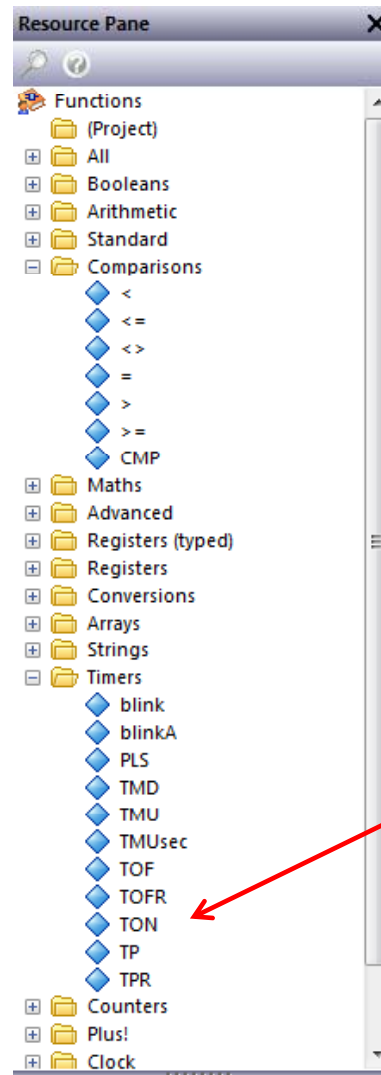 Resource Pane
Functions
(Project)
All
Booleans
Arithmetic
Standard
Comparisons
<
<=
<>
=
>
>=
CMP
Maths
Advanced
Registers (typed)
Registers
Conversions
Arrays
Strings
Timers
blink
blinkA
PLS
TMD
TMU
TMUsec
TOF
TOFR
TON
TP
TPR
Counters
Plus!
Clock